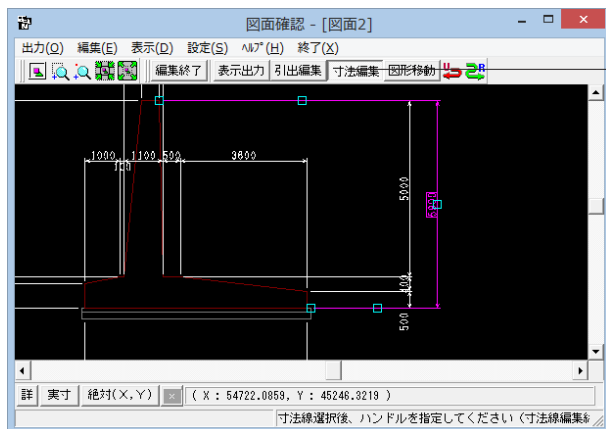 図面確認 - [図面2]
出力(O) 編集(E) 表示(D) 設定(S) ﾍﾙﾌﾟ(H) 終了(X)
編集終了 表示出力 引出編集 寸法編集 図形移動
1000 1100 500 3600
100
5000
400
500
詳 実寸 絶対(X,Y) ( X : 54722.0859, Y : 45246.3219 )
寸法線選択後、ハンドルを指定してください（寸法線編集